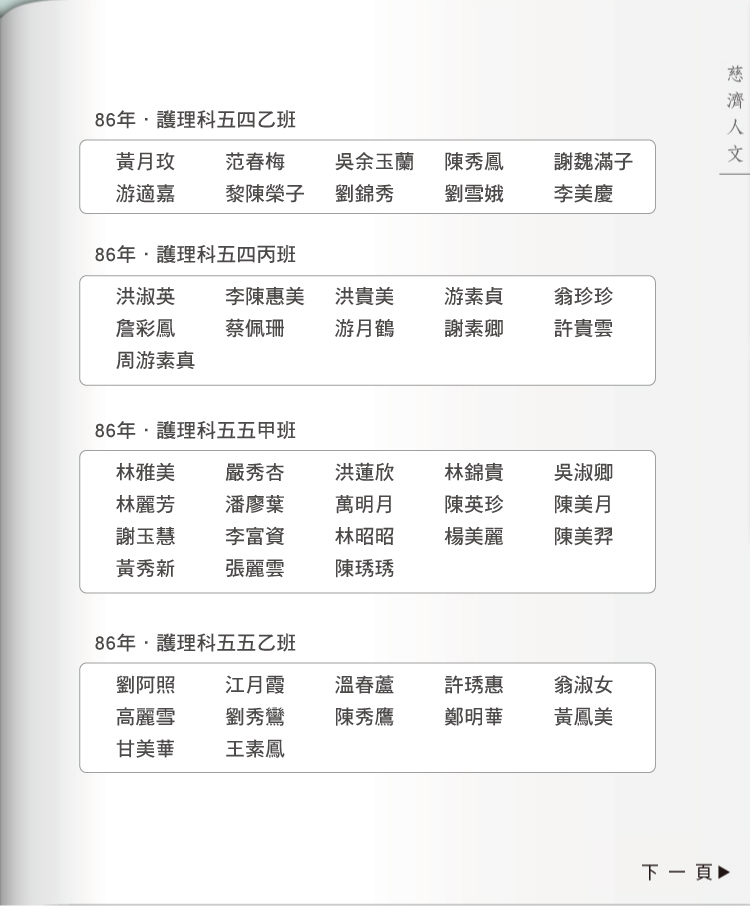 慈濟人文
86年·護理科五四乙班
黃月玫 范春梅 吳余玉蘭 陳秀鳳 謝魏滿子
游適嘉 黎陳榮子 劉錦秀 劉雪娥 李美慶
86年·護理科五四丙班
洪淑英 李陳惠美 洪貴美 游素貞 翁珍珍
詹彩鳳 蔡佩珊 游月鶴 謝素卿 許貴雲
周游素真
86年·護理科五五甲班
林雅美 嚴秀杏 洪蓮欣 林錦貴 吳淑卿
林麗芳 潘廖葉 萬明月 陳英珍 陳美月
謝玉慧 李富資 林昭昭 楊美麗 陳美羿
黃秀新 張麗雲 陳琇琇
86年·護理科五五乙班
劉阿照 江月霞 溫春蘆 許琇惠 翁淑女
高麗雪 劉秀鸞 陳秀鷹 鄭明華 黃鳳美
甘美華 王素鳳
下一頁▶